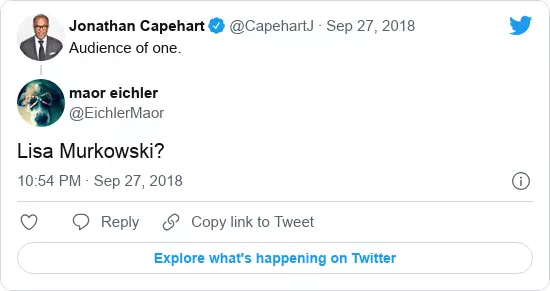 Jonathan Capehart @CapehartJ · Sep 27, 2018
Audience of one.
maor eichler
@EichlerMaor
Lisa Murkowski?
10:54 PM · Sep 27, 2018
Reply Copy link to Tweet
Explore what's happening on Twitter